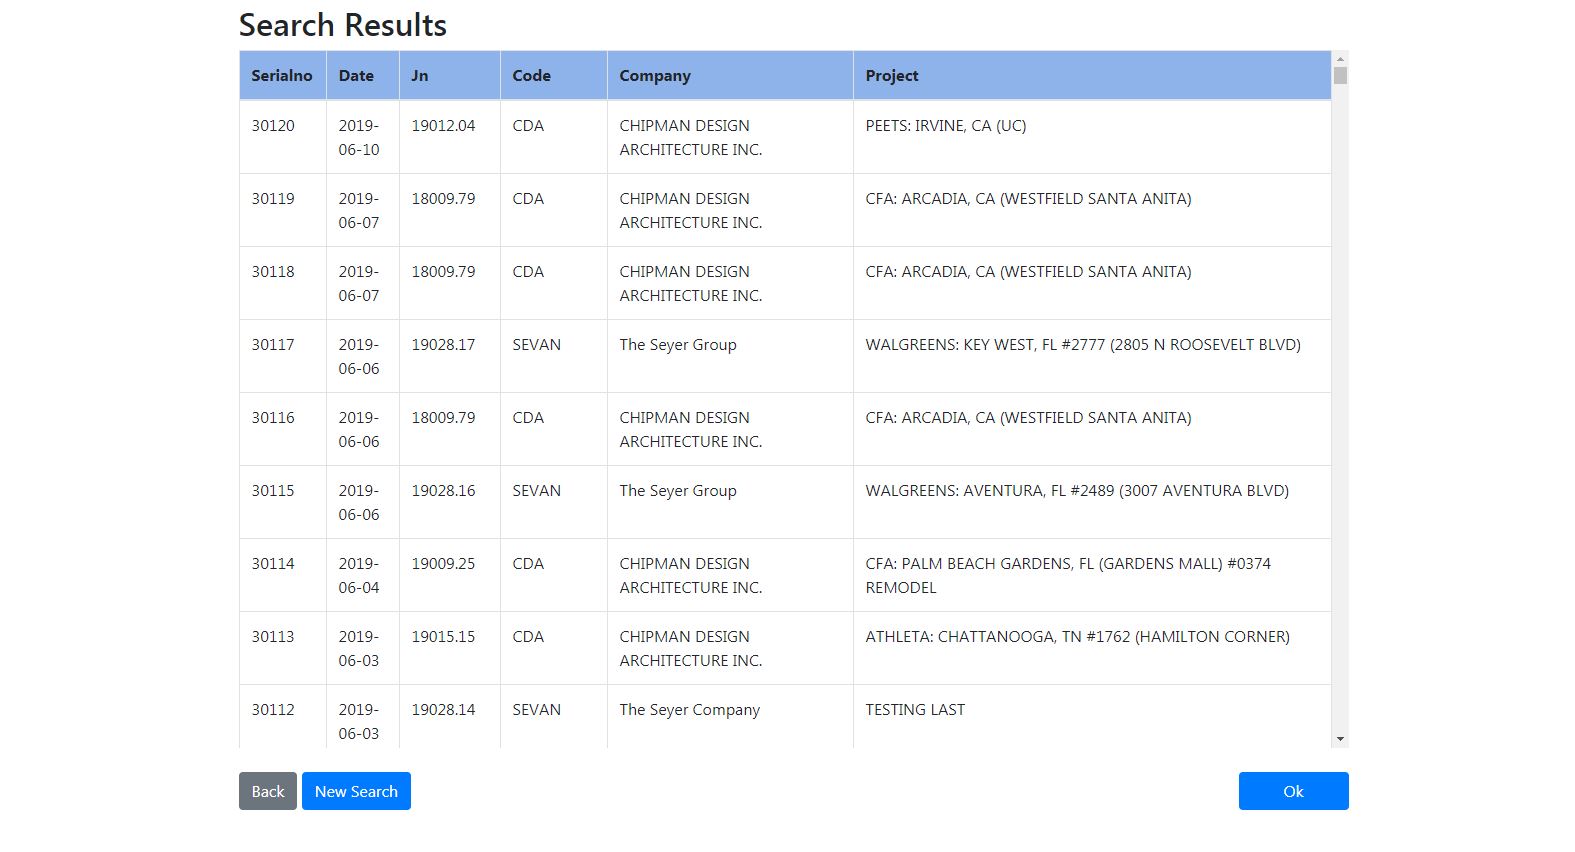 Search Results
Serialno Date Jn Code Company Project
30120 2019- 19012.04 CDA CHIPMAN DESIGN PEETS: IRVINE, CA (UC)
06-10 ARCHITECTURE INC.
30119 2019- 18009.79 CDA CHIPMAN DESIGN CFA: ARCADIA, CA (WESTFIELD SANTA ANITA)
06-07 ARCHITECTURE INC.
30118 2019- 18009.79 CDA CHIPMAN DESIGN CFA: ARCADIA, CA (WESTFIELD SANTA ANITA)
06-07 ARCHITECTURE INC.
30117 2019- 19028.17 SEVAN The Seyer Group WALGREENS: KEY WEST, FL #2777 (2805 N ROOSEVELT BLVD)
06-06
30116 2019- 18009.79 CDA CHIPMAN DESIGN CFA: ARCADIA, CA (WESTFIELD SANTA ANITA)
06-06 ARCHITECTURE INC.
30115 2019- 19028.16 SEVAN The Seyer Group WALGREENS: AVENTURA, FL #2489 (3007 AVENTURA BLVD)
06-06
30114 2019- 19009.25 CDA CHIPMAN DESIGN CFA: PALM BEACH GARDENS, FL (GARDENS MALL) #0374
06-04 ARCHITECTURE INC. REMODEL
30113 2019- 19015.15 CDA CHIPMAN DESIGN ATHLETA: CHATTANOOGA, TN #1762 (HAMILTON CORNER)
06-03 ARCHITECTURE INC.
30112 2019- 19028.14 SEVAN The Seyer Company TESTING LAST
06-03
Back New Search Ok